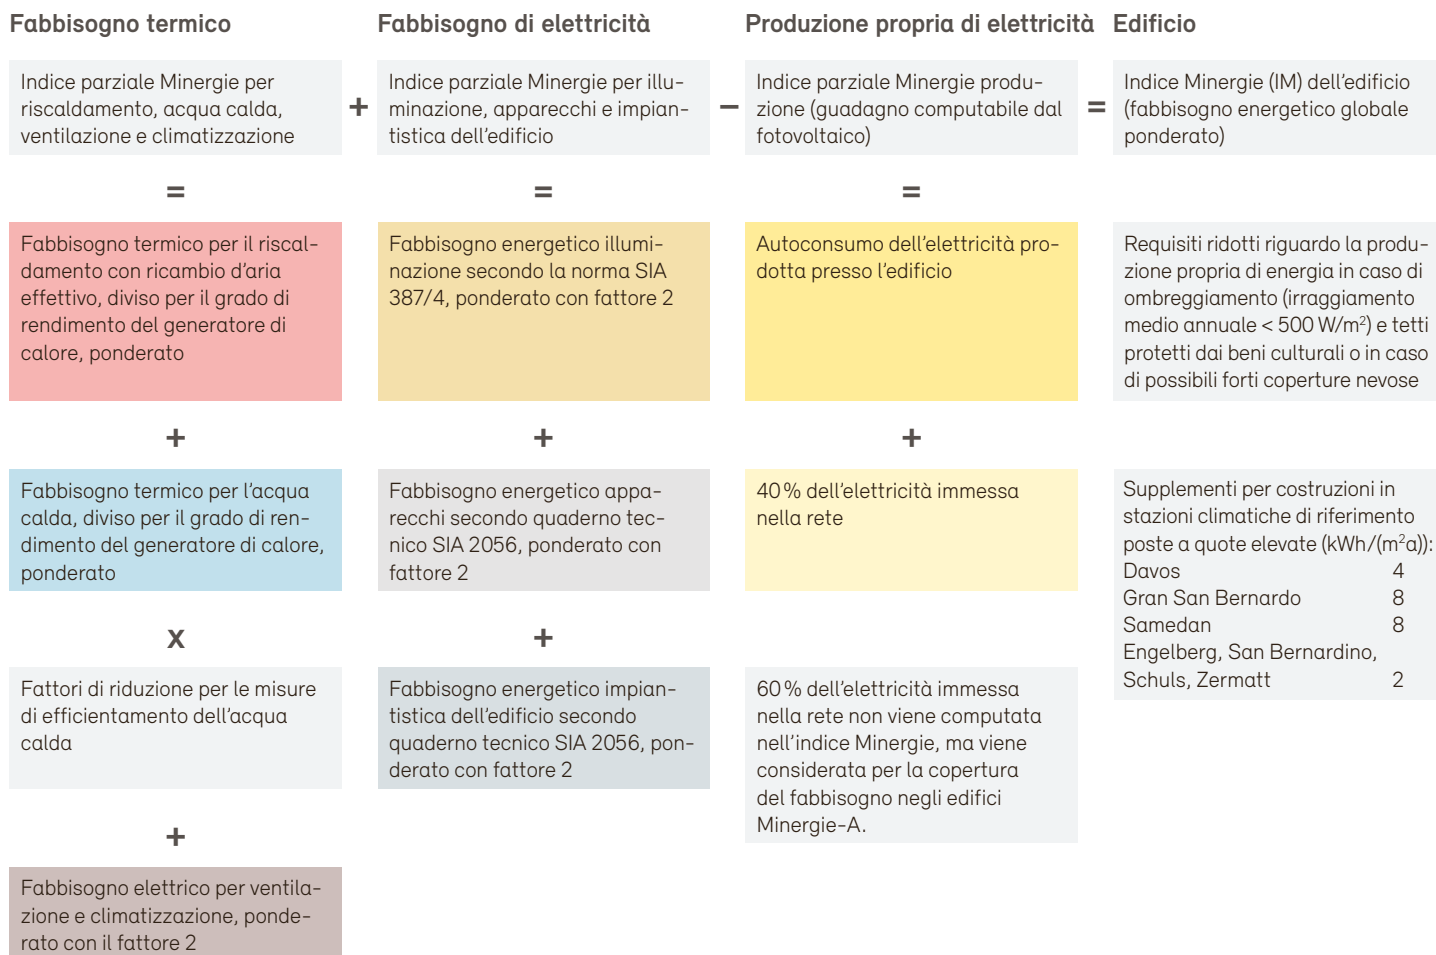 Fabbisogno termico
Fabbisogno di elettricità
Produzione propria di elettricità
Edificio
Indice parziale Minergie per
riscaldamento, acqua calda,
ventilazione e climatizzazione
+
Indice parziale Minergie per illu-
minazione, apparecchi e impian-
tistica dell'edificio
−
Indice parziale Minergie produ-
zione (guadagno computabile dal
fotovoltaico)
=
Indice Minergie (IM) dell'edificio
(fabbisogno energetico globale
ponderato)
=
=
=
Fabbisogno termico per il riscal-
damento con ricambio d'aria
effettivo, diviso per il grado di
rendimento del generatore di
calore, ponderato
Fabbisogno energetico illumi-
nazione secondo la norma SIA
387/4, ponderato con fattore 2
Autoconsumo dell'elettricità pro-
dotta presso l'edificio
Requisiti ridotti riguardo la produ-
zione propria di energia in caso di
ombreggiamento (irraggiamento
medio annuale < 500 W/m²) e tetti
protetti dai beni culturali o in caso
di possibili forti coperture nevose
+
+
+
Fabbisogno termico per l'acqua
calda, diviso per il grado di ren-
dimento del generatore di calore,
ponderato
Fabbisogno energetico appa-
recchi secondo quaderno tec-
nico SIA 2056, ponderato con
fattore 2
40 % dell'elettricità immessa
nella rete
Supplementi per costruzioni in
stazioni climatiche di riferimento
poste a quote elevate (kWh/(m²a)):
Davos 4
Gran San Bernardo 8
Samedan 8
Engelberg, San Bernardino,
Schuls, Zermatt 2
x
+
Fattori di riduzione per le misure
di efficientamento dell'acqua
calda
Fabbisogno energetico impian-
tistica dell'edificio secondo
quaderno tecnico SIA 2056, pon-
derato con fattore 2
60 % dell'elettricità immessa
nella rete non viene computata
nell'indice Minergie, ma viene
considerata per la copertura
del fabbisogno negli edifici
Minergie-A.
+
Fabbisogno elettrico per ventila-
zione e climatizzazione, ponde-
rato con il fattore 2